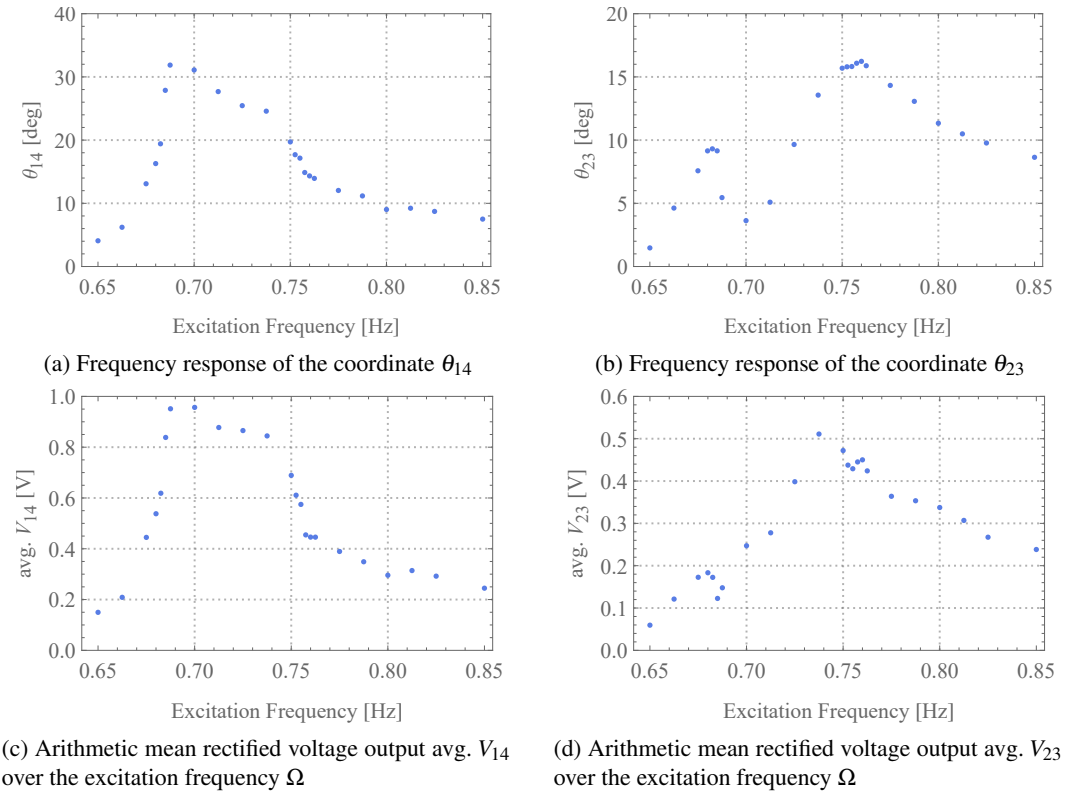 40
30
20
10
0
θ14 [deg]
0.65 0.70 0.75 0.80 0.85
Excitation Frequency [Hz]
(a) Frequency response of the coordinate θ14
20
15
10
5
0
θ23 [deg]
0.65 0.70 0.75 0.80 0.85
Excitation Frequency [Hz]
(b) Frequency response of the coordinate θ23
1.0
0.8
0.6
0.4
0.2
0.0
avg. V14 [V]
0.65 0.70 0.75 0.80 0.85
Excitation Frequency [Hz]
(c) Arithmetic mean rectified voltage output avg. V14
over the excitation frequency Ω
0.6
0.5
0.4
0.3
0.2
0.1
0.0
avg. V23 [V]
0.65 0.70 0.75 0.80 0.85
Excitation Frequency [Hz]
(d) Arithmetic mean rectified voltage output avg. V23
over the excitation frequency Ω